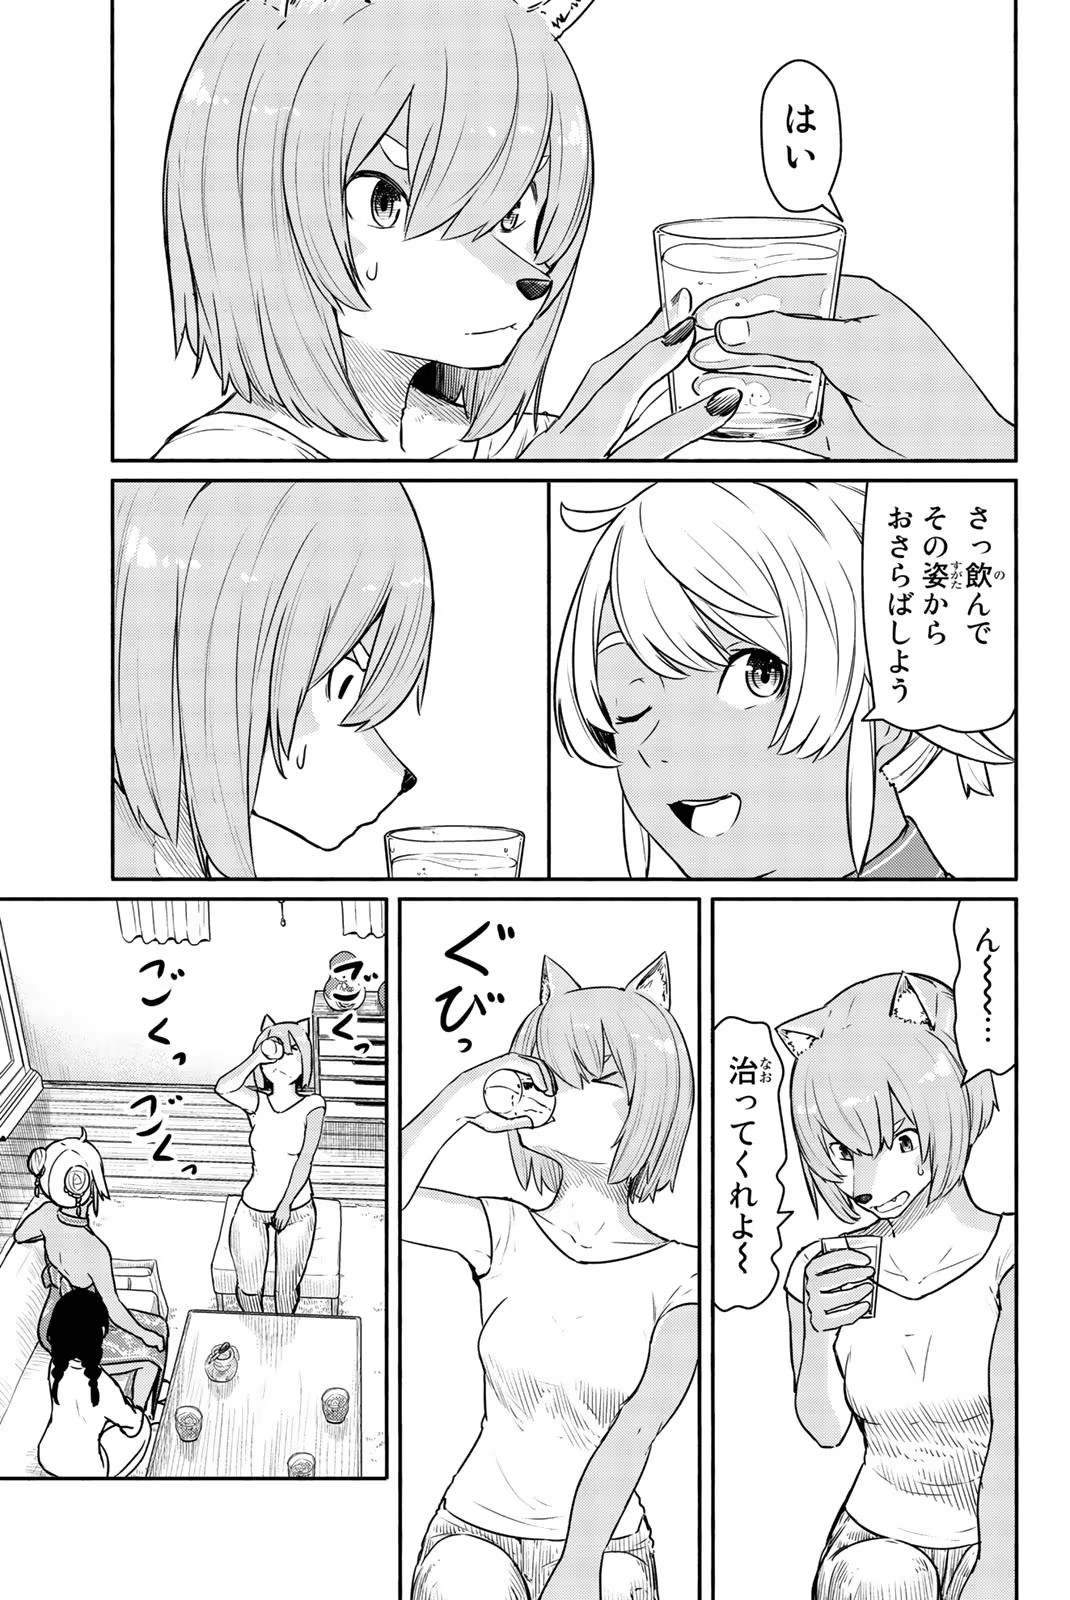 はい
さっ飲んで
その姿から
おさらばしよう
ん〜〜…
治ってくれよ〜
ぐびっ
ごくっ
ごくっ
ごくっ